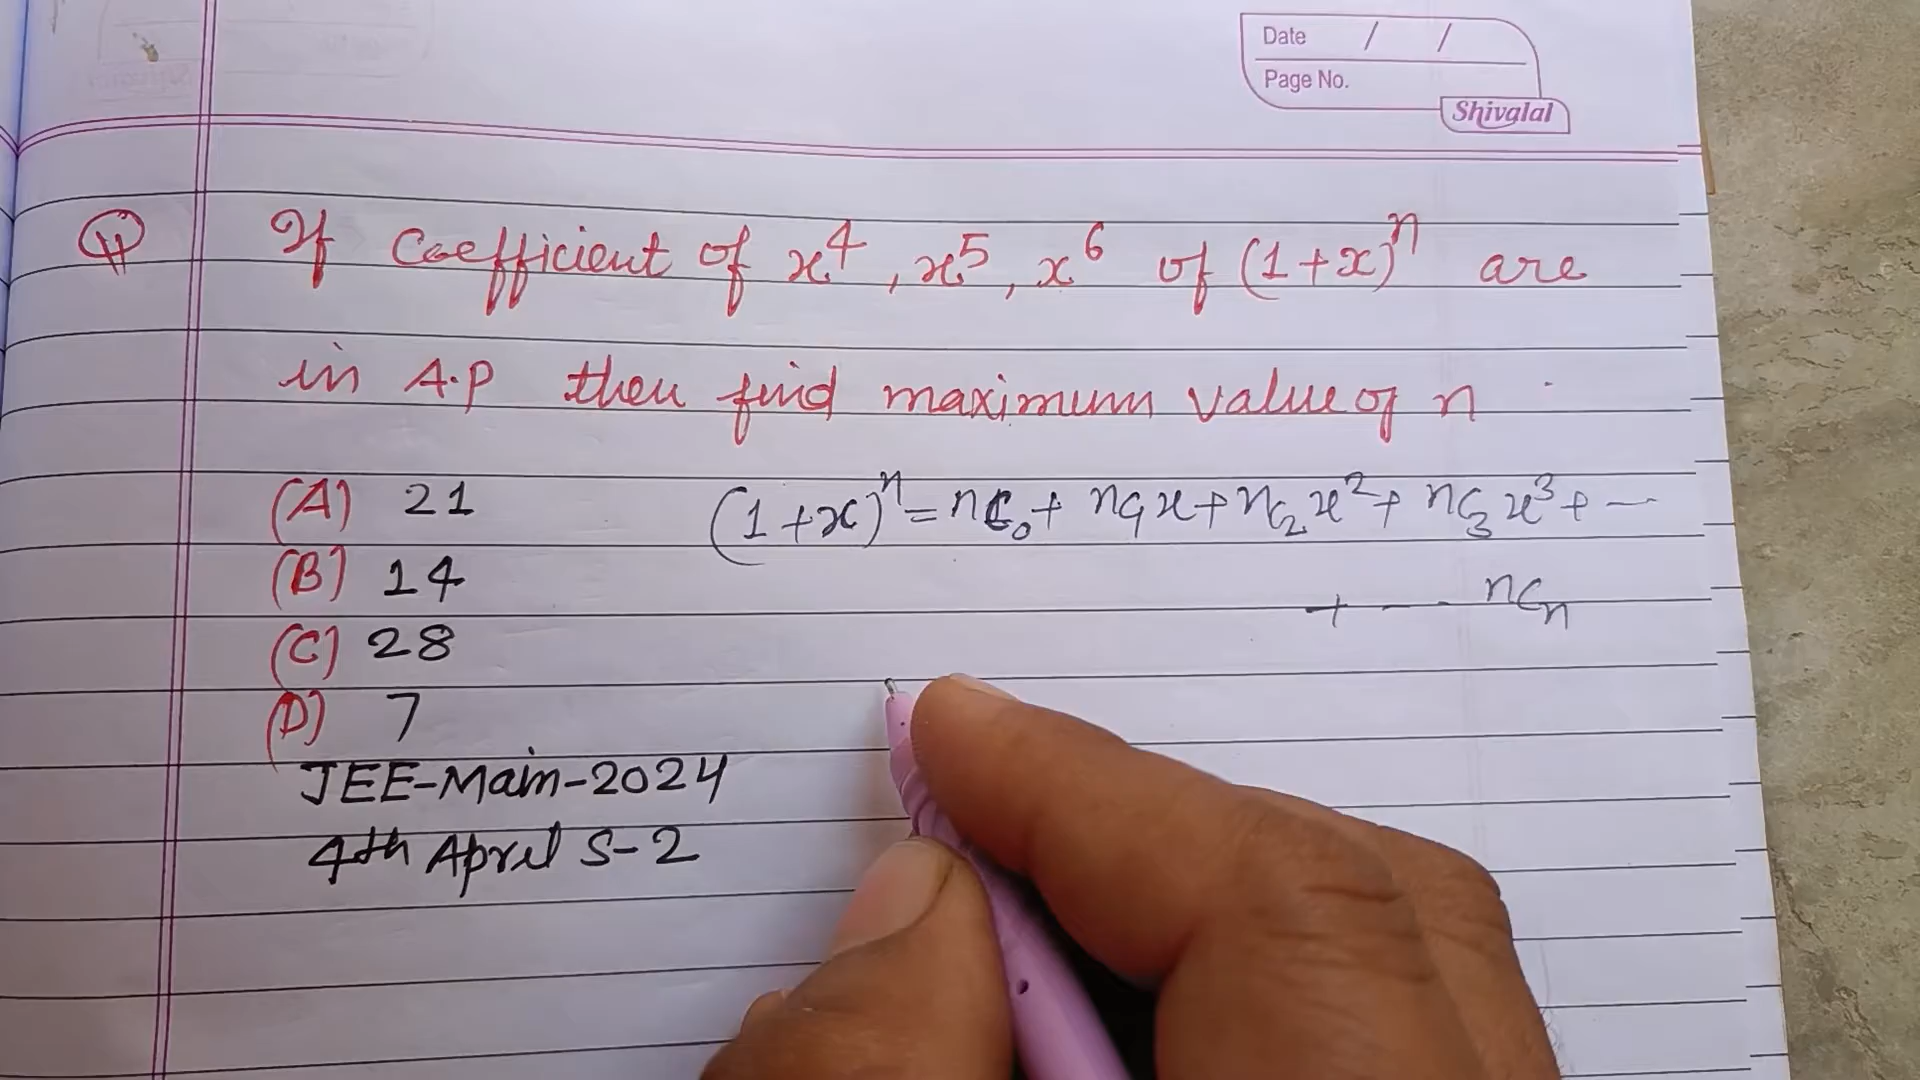 Date / /
Page No.
Shivalal
Q If Coefficient of x⁴, x⁵, x⁶ of (1+x)ⁿ are
in A.P then find maximum value of n
(A) 21
(1+x)ⁿ = nC₀ + nC₁x + nC₂x² + nC₃x³ + ---
(B) 14
+ --- nCₙ
(C) 28
(D) 7
JEE-Main-2024
4th April S-2